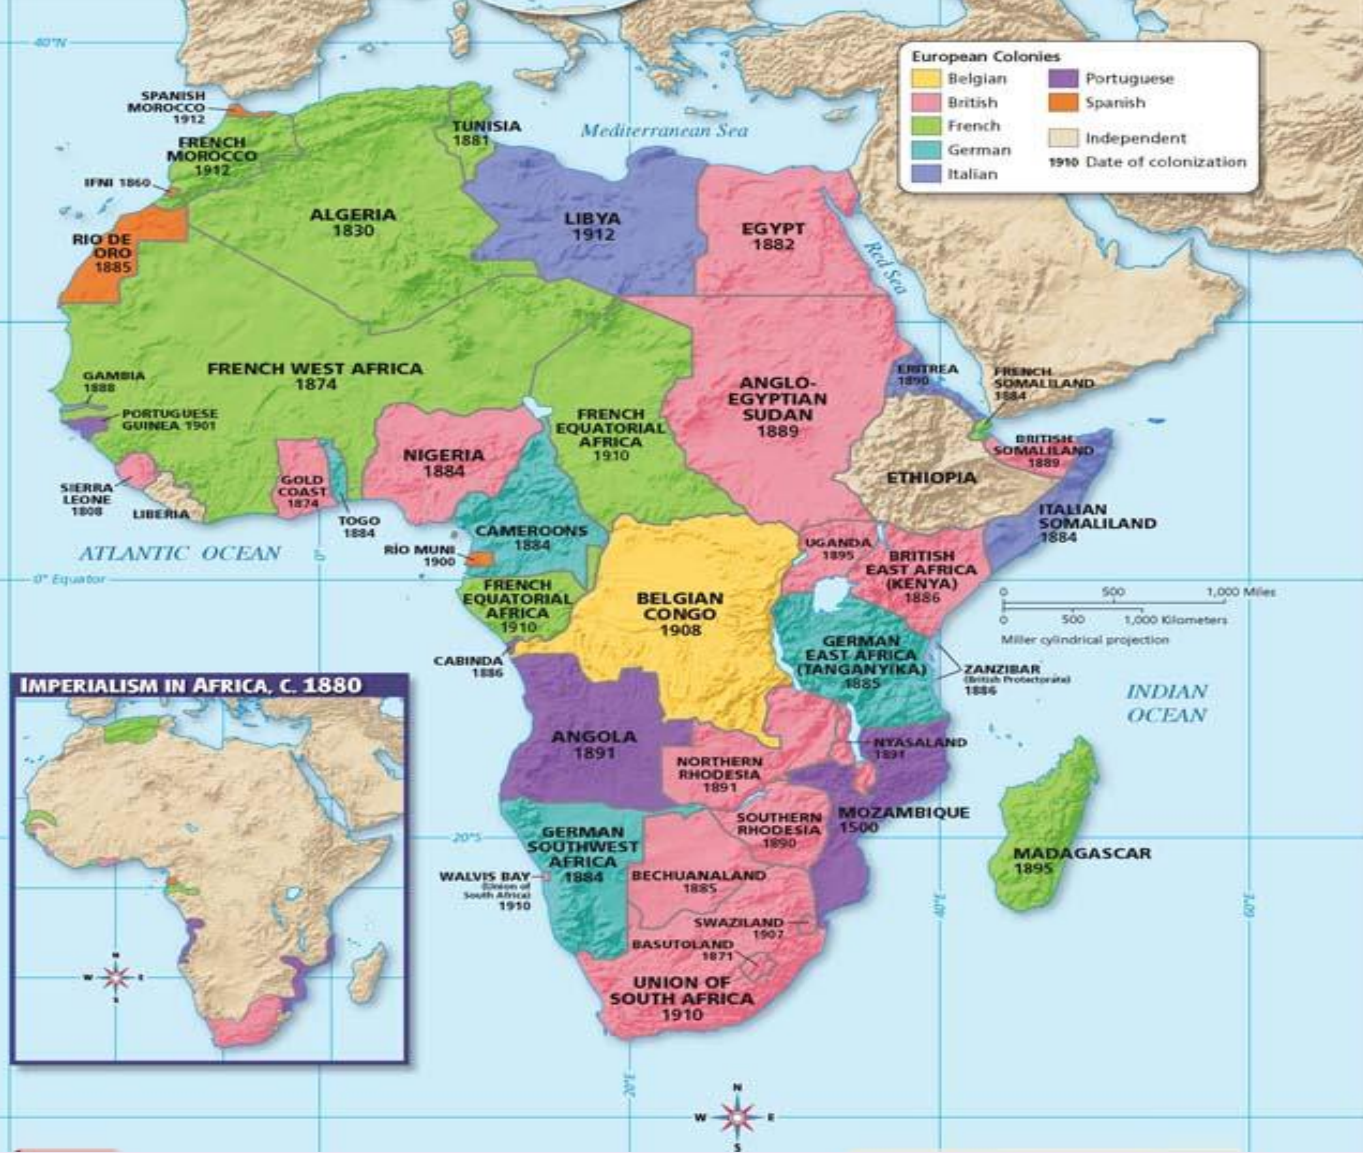 40°N
European Colonies
Belgian
British
French
German
Italian
Portuguese
Spanish
Independent
1910 Date of colonization
SPANISH
MOROCCO
1912
FRENCH
MOROCCO
1912
TUNISIA
1881
Mediterranean Sea
IFNI 1860
ALGERIA
1830
LIBYA
1912
EGYPT
1882
RIO DE
ORO
1885
Red Sea
FRENCH WEST AFRICA
1874
GAMBIA
1888
PORTUGUESE
GUINEA 1901
ANGLO-
EGYPTIAN
SUDAN
1889
ERITREA
1890
FRENCH
SOMALILAND
1884
FRENCH
EQUATORIAL
AFRICA
1910
NIGERIA
1884
BRITISH
SOMALILAND
1889
ETHIOPIA
SIERRA
LEONE
1808
LIBERIA
GOLD
COAST
1874
TOGO
1884
ITALIAN
SOMALILAND
1884
CAMEROONS
1884
UGANDA
1895
BRITISH
EAST AFRICA
(KENYA)
1886
ATLANTIC OCEAN
0°
RÍO MUNI
1900
0° Equator
FRENCH
EQUATORIAL
AFRICA
1910
BELGIAN
CONGO
1908
0 500 1,000 Miles
0 500 1,000 Kilometers
Miller cylindrical projection
GERMAN
EAST AFRICA
(TANGANYIKA)
1885
CABINDA
1886
ZANZIBAR
(British Protectorate)
1886
INDIAN
OCEAN
IMPERIALISM IN AFRICA, C. 1880
ANGOLA
1891
NYASALAND
1891
NORTHERN
RHODESIA
1891
SOUTHERN
RHODESIA
1890
MOZAMBIQUE
1500
20°S
GERMAN
SOUTHWEST
AFRICA
1884
MADAGASCAR
1895
WALVIS BAY
(Union of
South Africa)
1910
BECHUANALAND
1885
40°E
60°E
SWAZILAND
1907
BASUTOLAND
1871
UNION OF
SOUTH AFRICA
1910
N
W E
S
20°E
N
W E
S